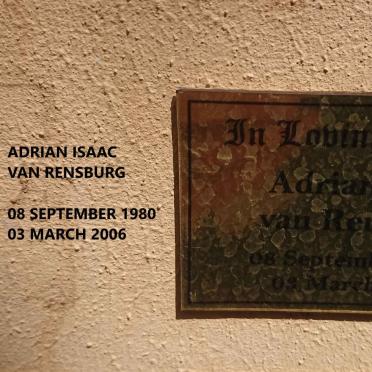 ADRIAN ISAAC
VAN RENSBURG
08 SEPTEMBER 1980
03 MARCH 2006
In Lovin
Adrian
van Ren
08 Septemb
03 March